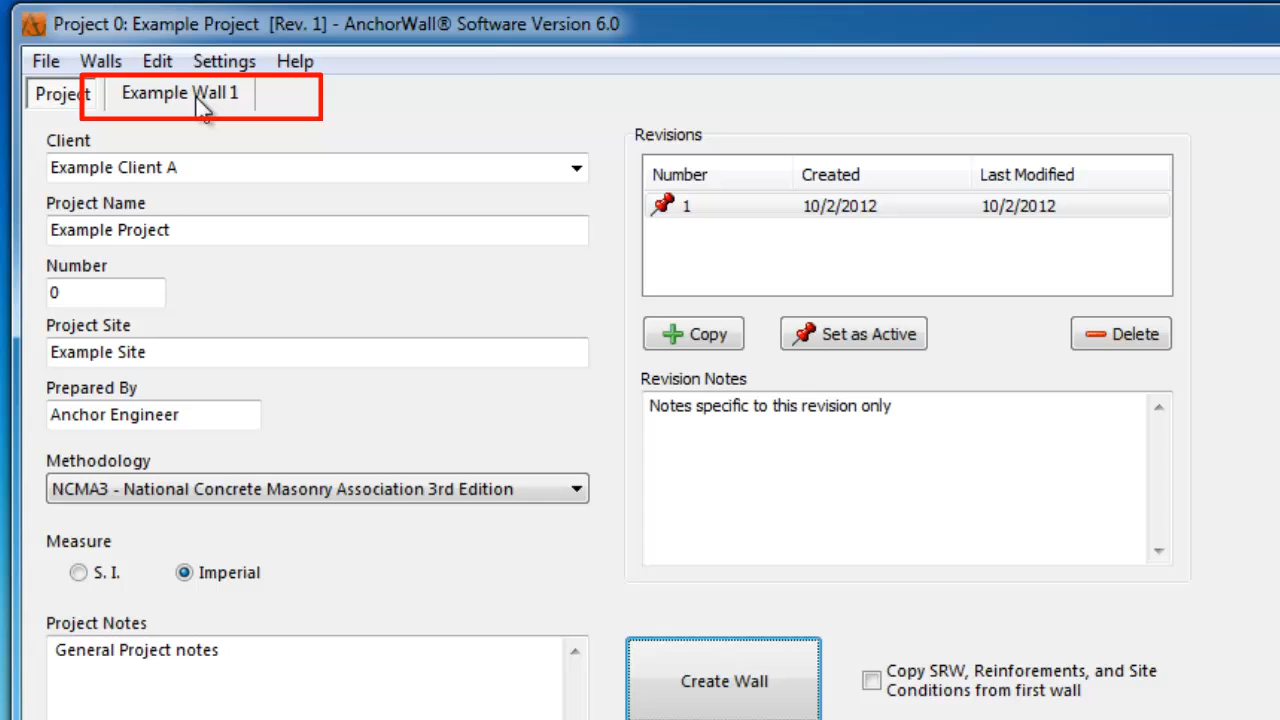 Project 0: Example Project [Rev. 1] - AnchorWall® Software Version 6.0
File Walls Edit Settings Help
Project Example Wall 1
Client
Example Client A
Project Name
Example Project
Number
0
Project Site
Example Site
Prepared By
Anchor Engineer
Methodology
NCMA3 - National Concrete Masonry Association 3rd Edition
Measure
S. I. Imperial
Project Notes
General Project notes
Revisions
Number Created Last Modified
1 10/2/2012 10/2/2012
Copy Set as Active Delete
Revision Notes
Notes specific to this revision only
Create Wall
Copy SRW, Reinforements, and Site
Conditions from first wall